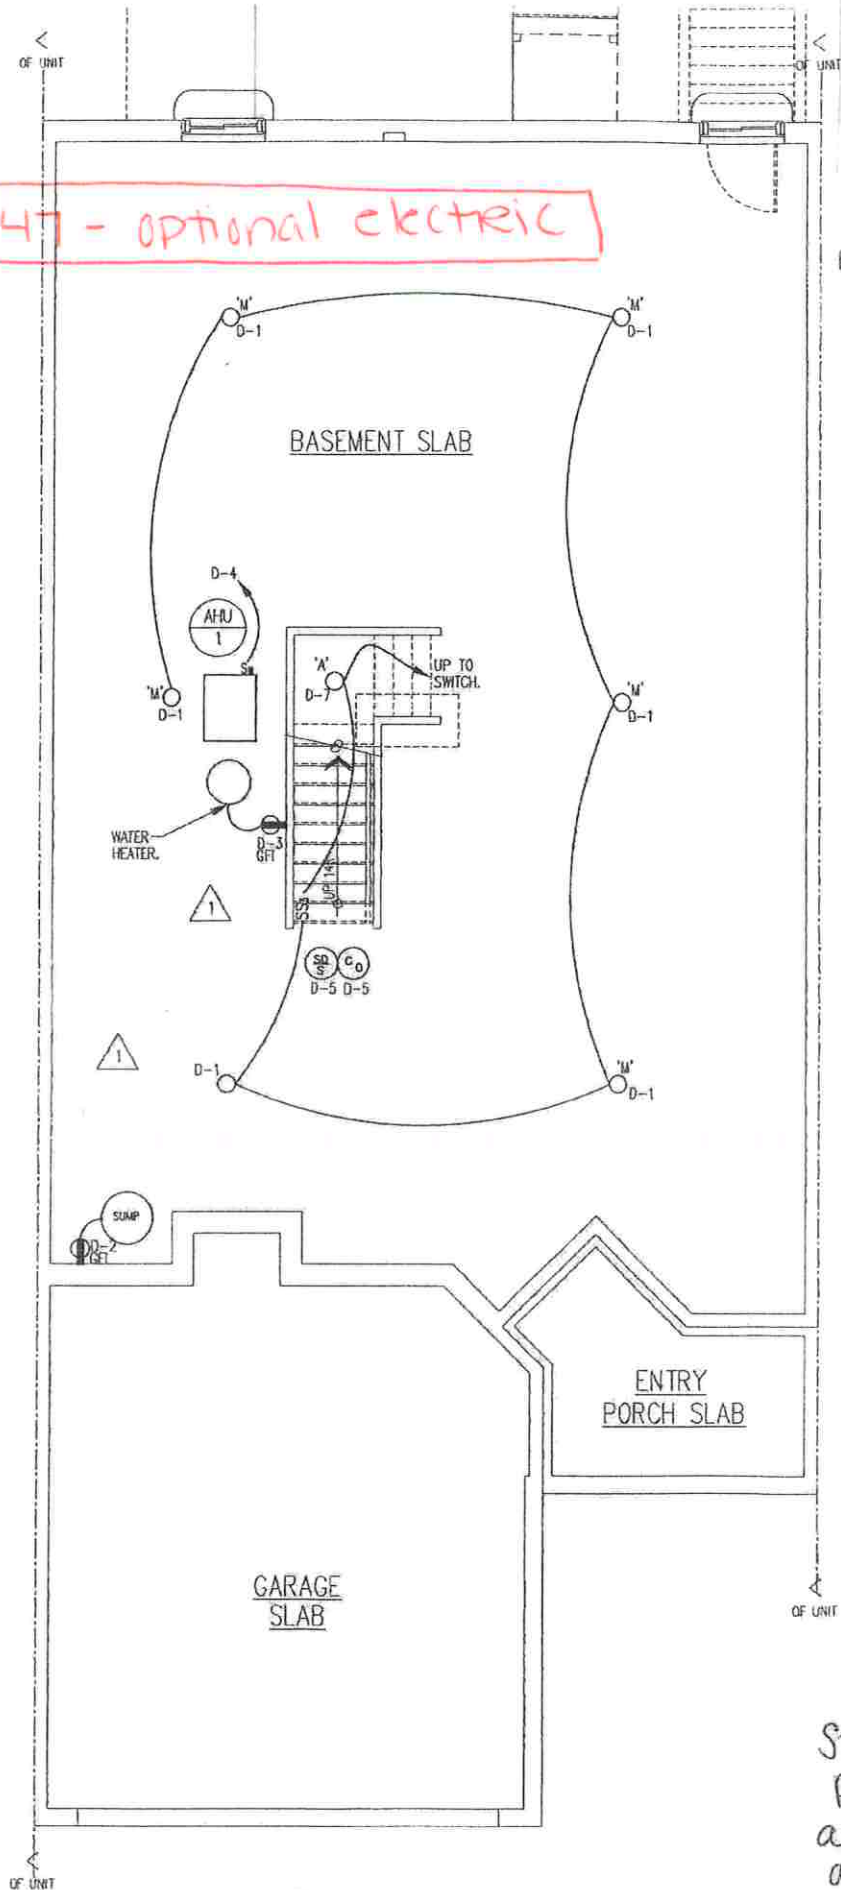 OF UNIT
OF UNIT
47 - optional electric
'M'
D-1
'M'
D-1
BASEMENT SLAB
D-4
AHU
1
'A'
D-7
UP TO
SWITCH.
'M'
D-1
'M'
D-1
WATER
HEATER.
D-3
GFI
1
UP 14R
SD
S
CO
D-5 D-5
1
D-1
'M'
D-1
SUMP
D-2
GFI
ENTRY
PORCH SLAB
GARAGE
SLAB
OF UNIT
OF UNIT